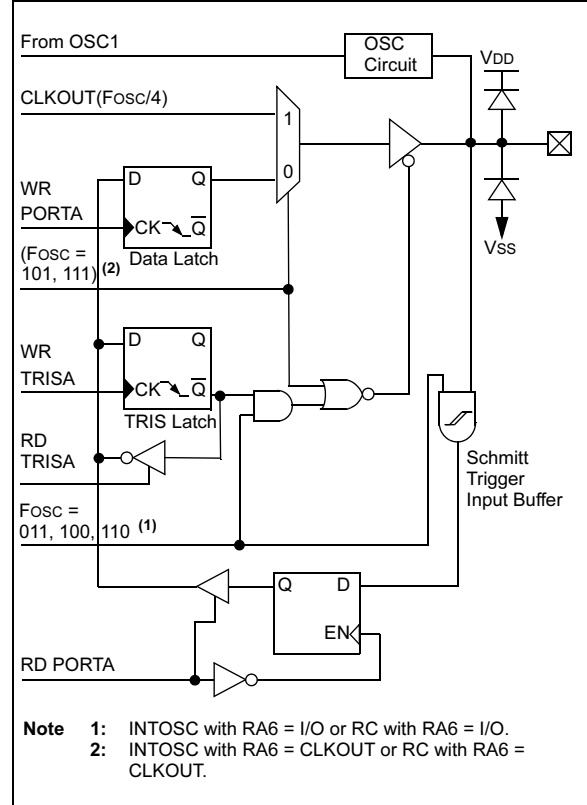 From OSC1
OSC
Circuit
VDD
CLKOUT(FOSC/4)
1
0
WR
PORTA
D Q
CK Q̅
Data Latch
VSS
(FOSC =
101, 111) (2)
WR
TRISA
D Q
CK Q̅
TRIS Latch
RD
TRISA
Schmitt
Trigger
Input Buffer
FOSC =
011, 100, 110 (1)
Q D
EN
RD PORTA
Note 1: INTOSC with RA6 = I/O or RC with RA6 = I/O.
2: INTOSC with RA6 = CLKOUT or RC with RA6 =
CLKOUT.